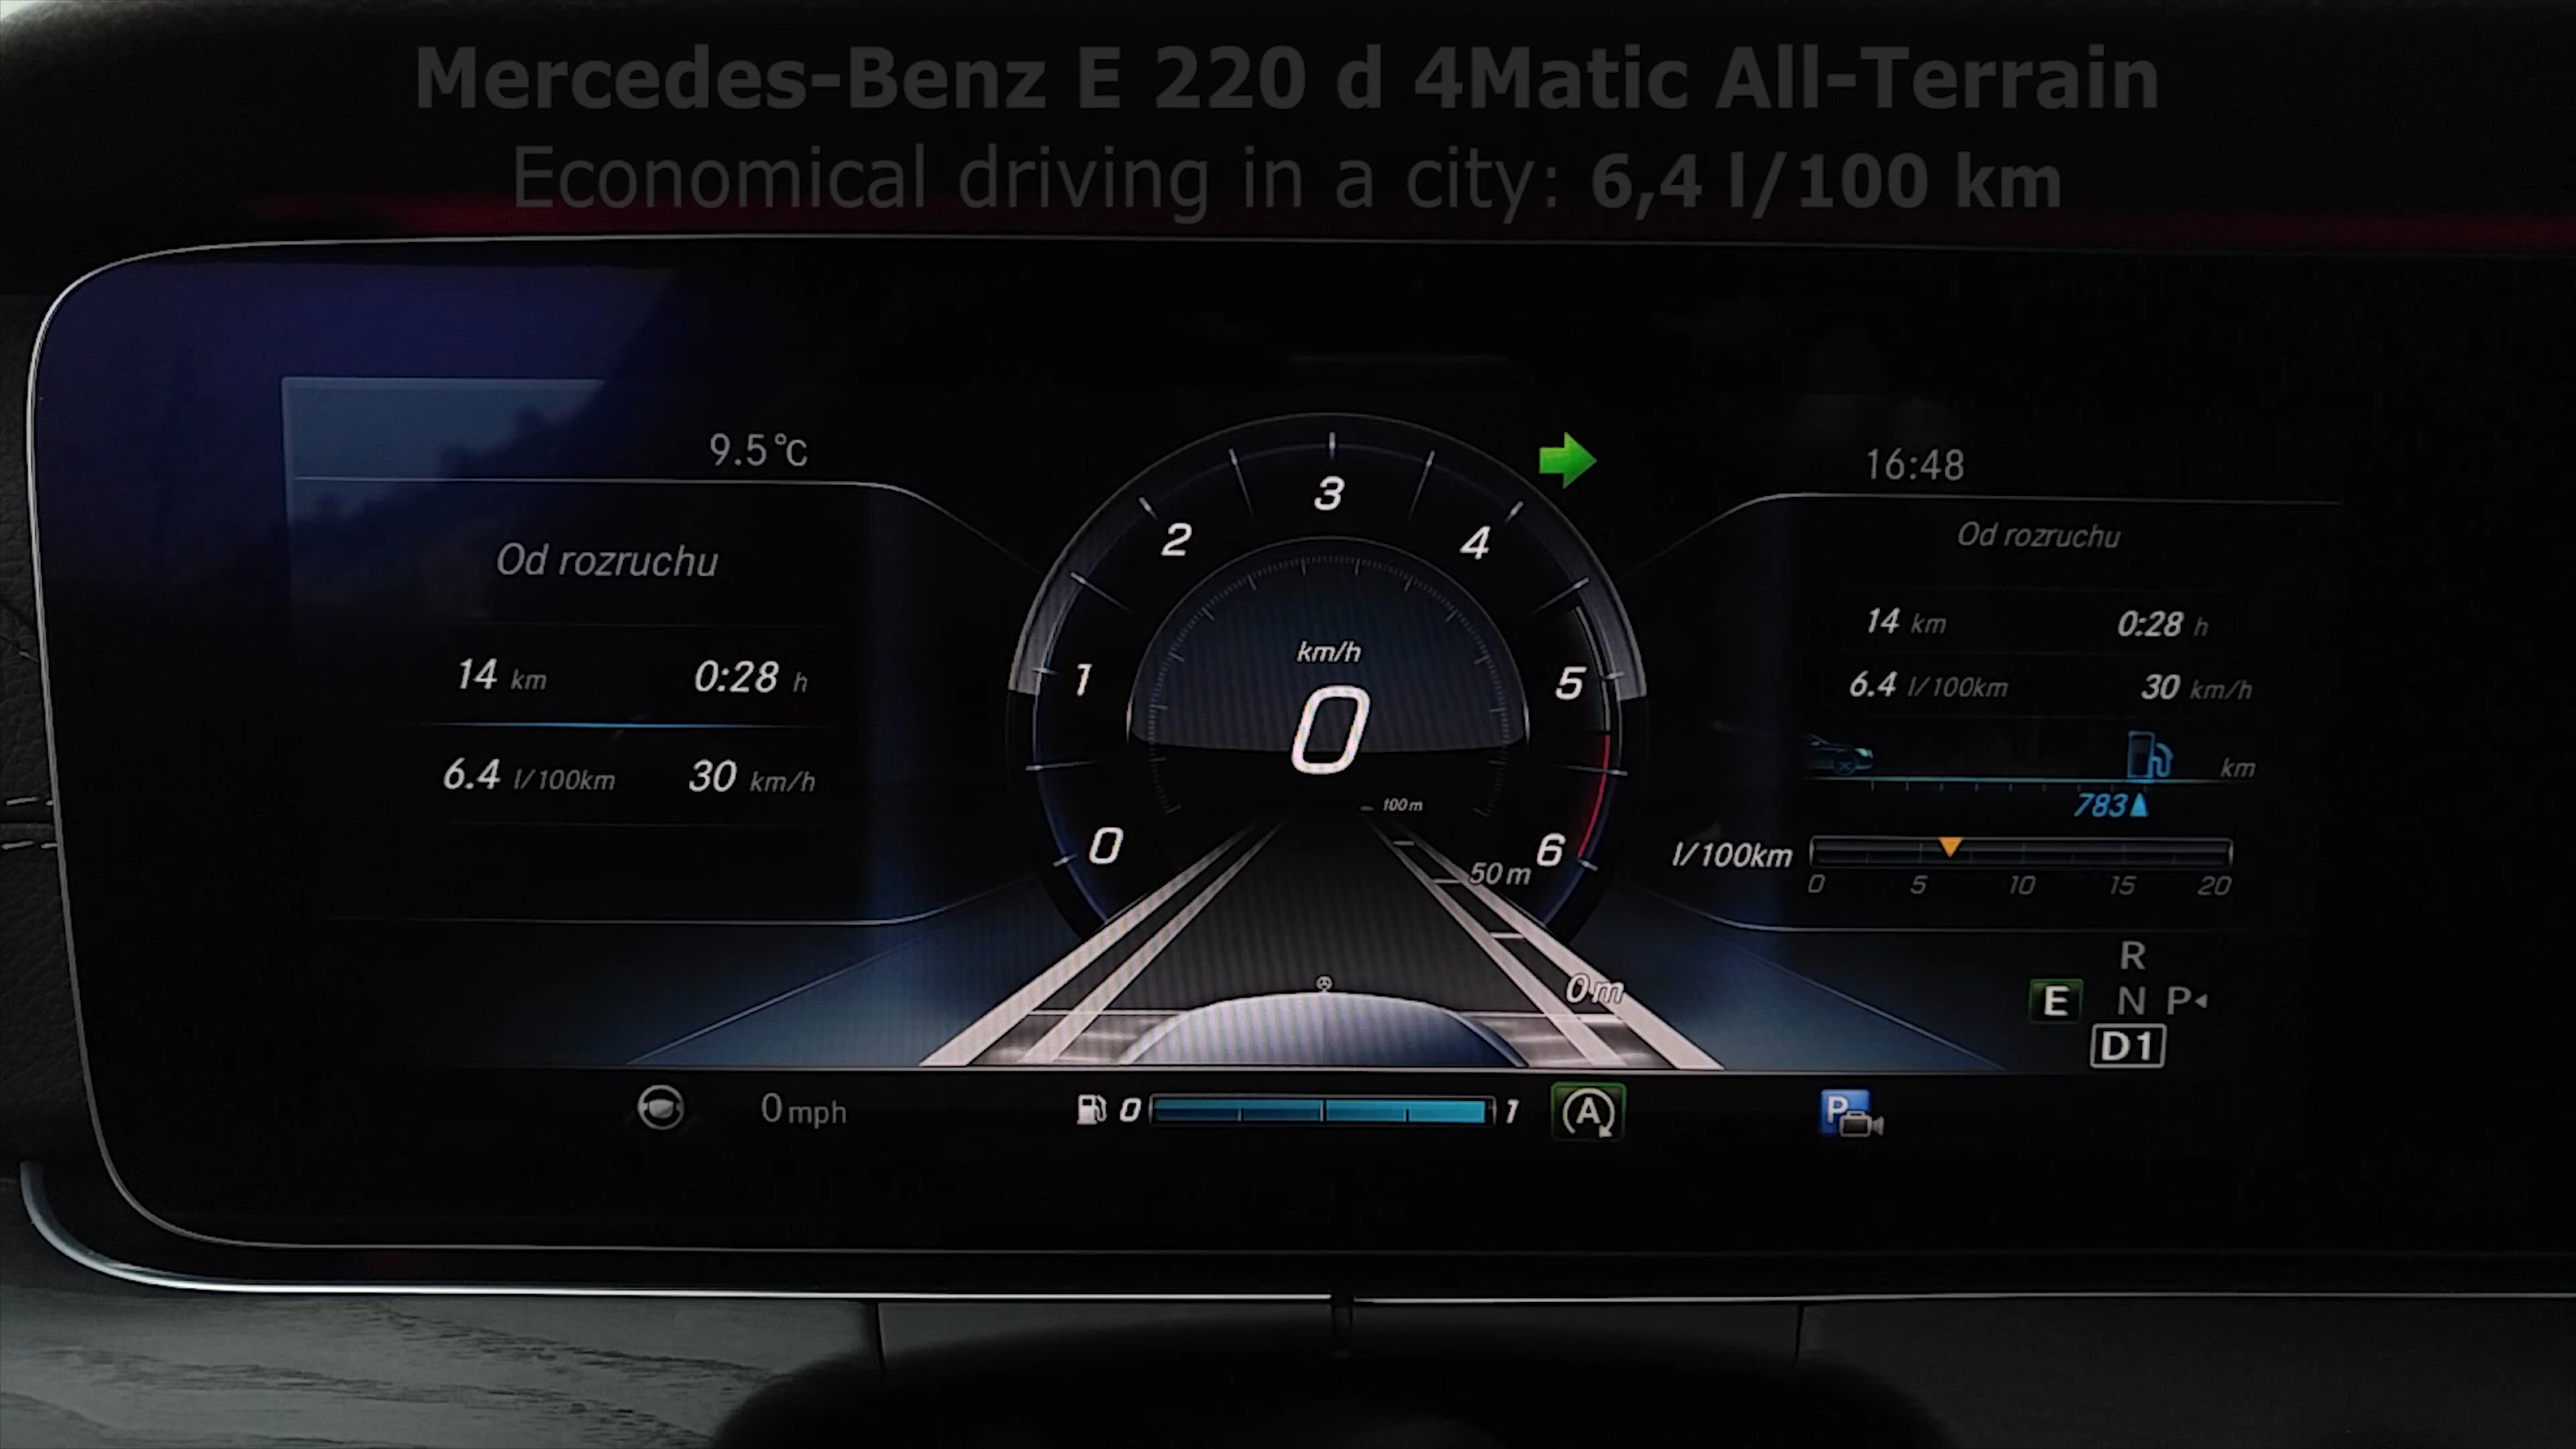 Mercedes-Benz E 220 d 4Matic All-Terrain
Economical driving in a city: 6,4 l/100 km
9.5°C
Od rozruchu
14 km 0:28 h
6.4 l/100km 30 km/h
0 1 2 3 4 5 6
km/h
0
100m
50m
0m
16:48
Od rozruchu
14 km 0:28 h
6.4 l/100km 30 km/h
km
783
l/100km
0 5 10 15 20
R
E N P
D1
0 mph
0 1
A
P